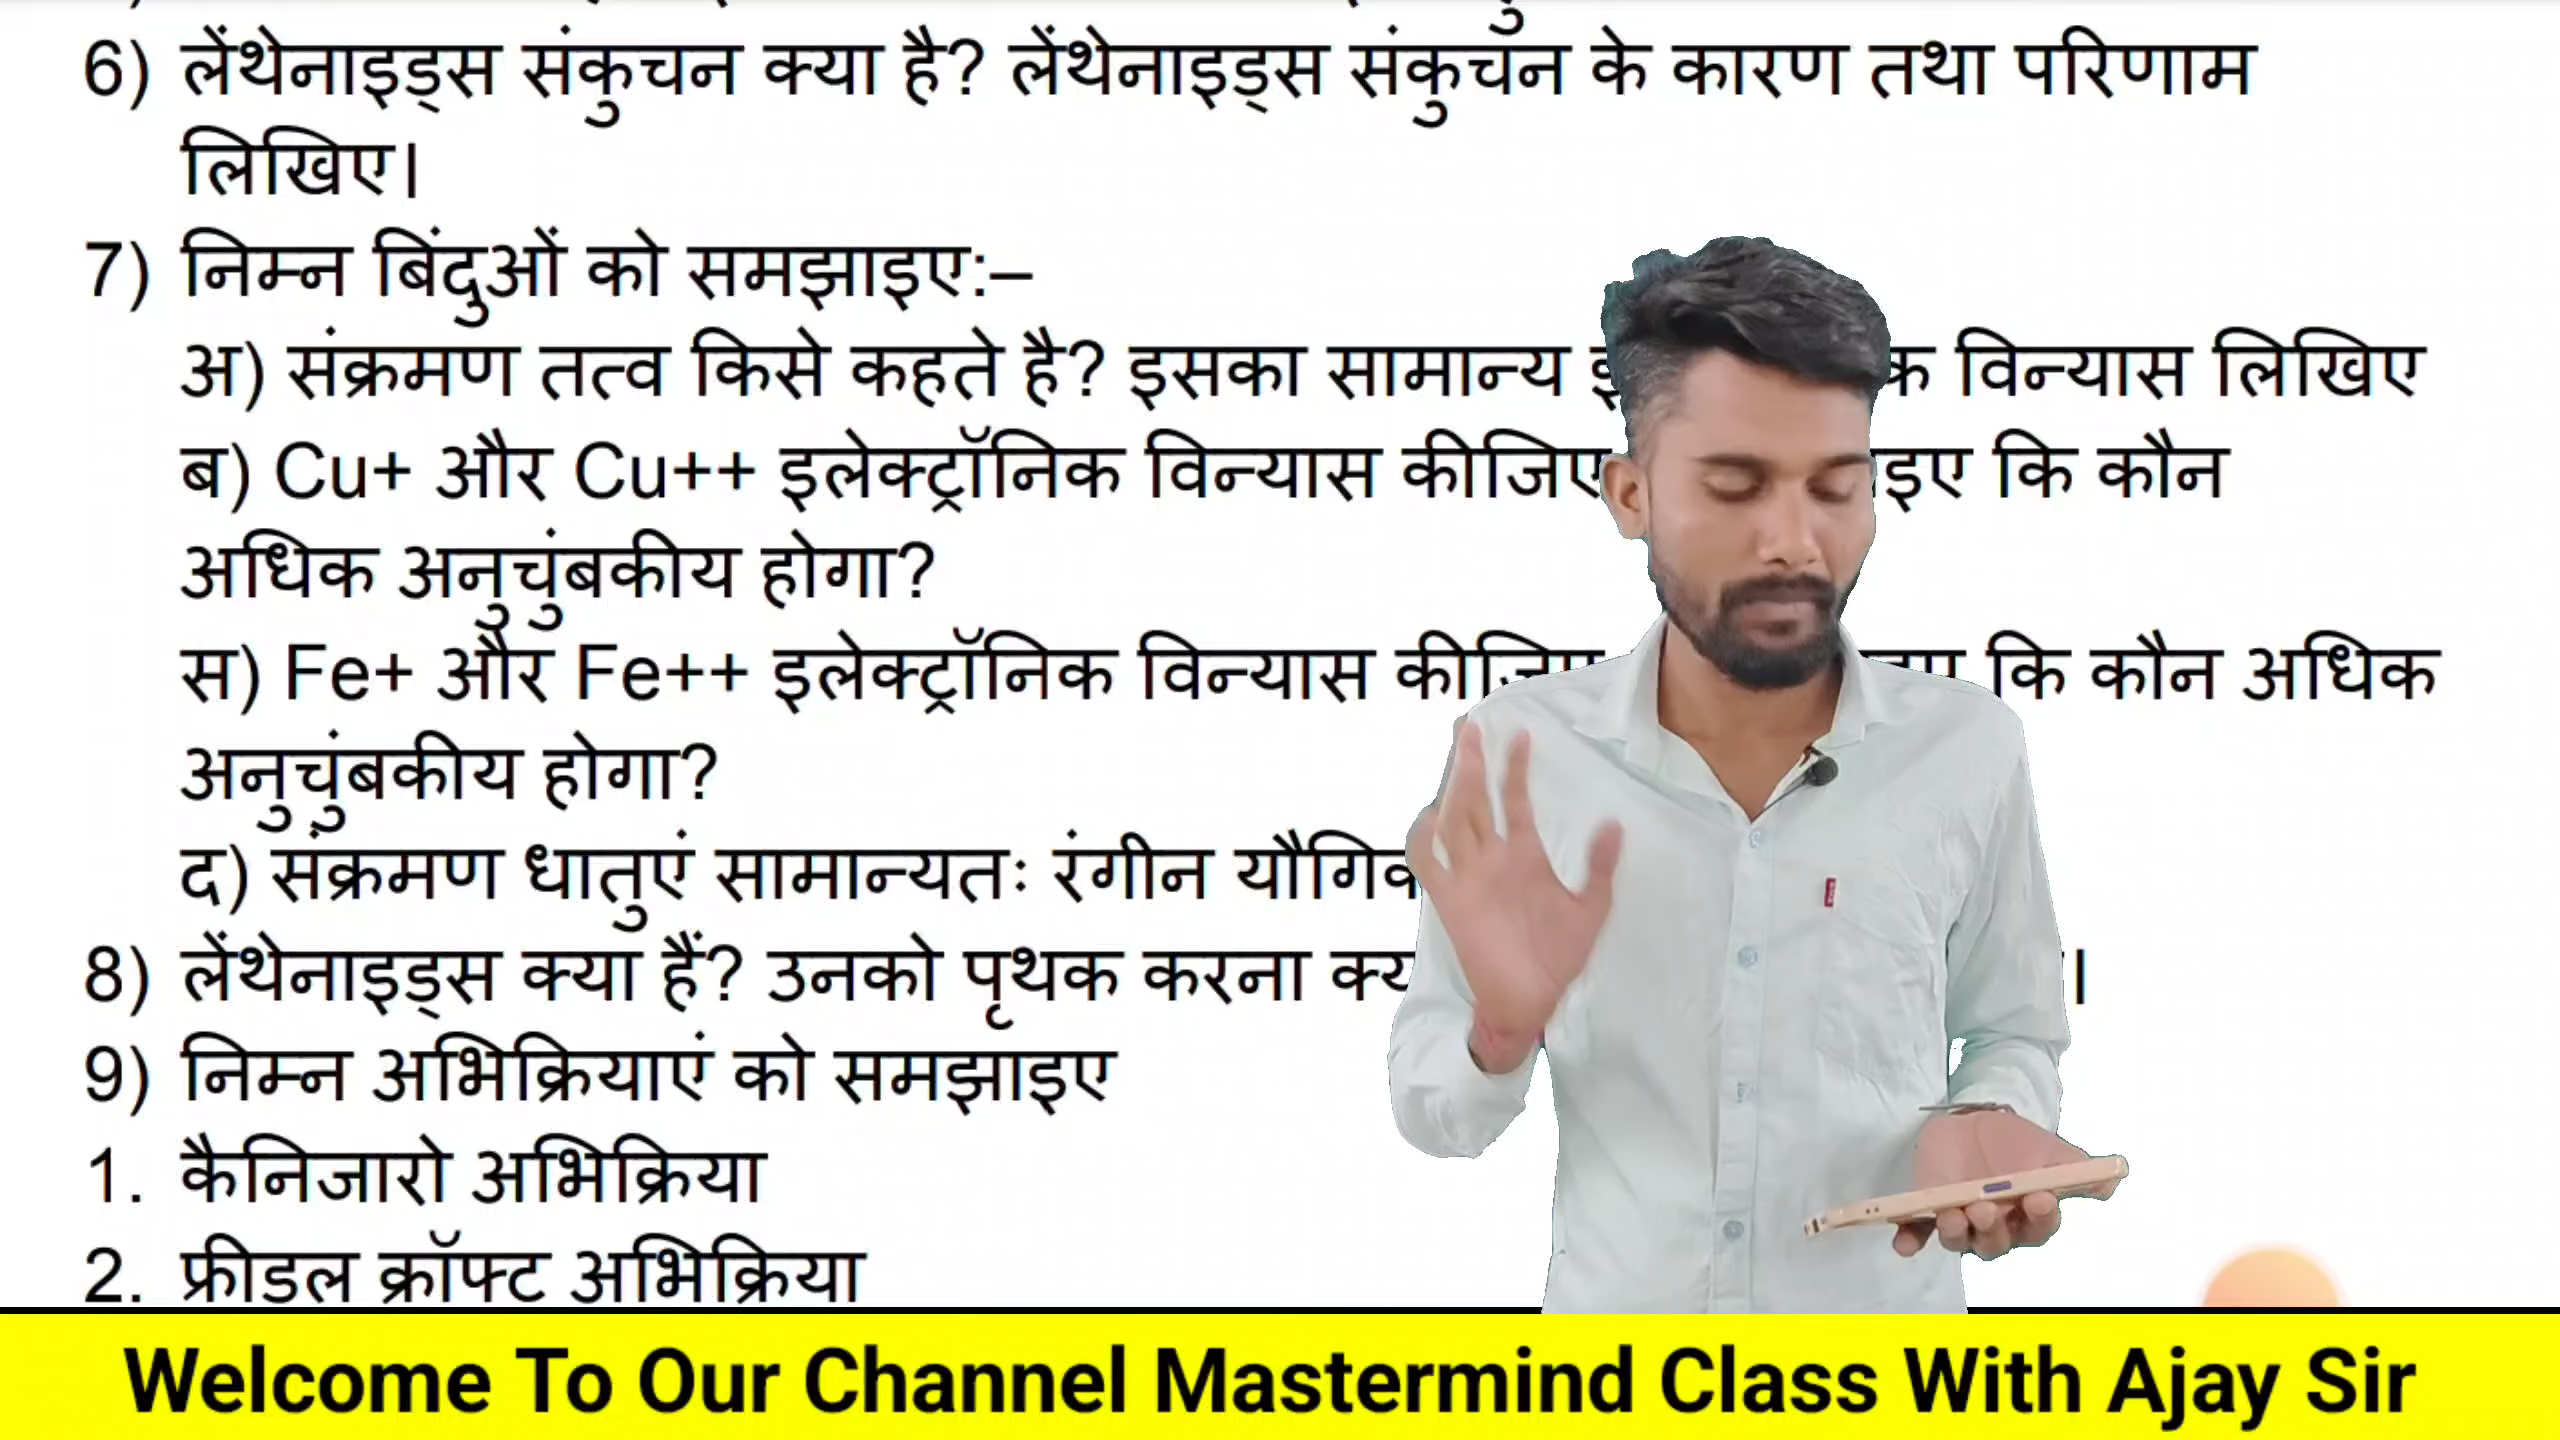 6) लेंथेनाइड्स संकुचन क्या है? लेंथेनाइड्स संकुचन के कारण तथा परिणाम
लिखिए।
7) निम्न बिंदुओं को समझाइए:–
अ) संक्रमण तत्व किसे कहते है? इसका सामान्य विन्यास लिखिए
ब) Cu+ और Cu++ इलेक्ट्रॉनिक विन्यास कीजिए कि कौन
अधिक अनुचुंबकीय होगा?
स) Fe+ और Fe++ इलेक्ट्रॉनिक विन्यास कि कौन अधिक
अनुचुंबकीय होगा?
द) संक्रमण धातुएं सामान्यतः रंगीन
8) लेंथेनाइड्स क्या हैं? उनको पृथक करना
9) निम्न अभिक्रियाएं को समझाइए
1. कैनिजारो अभिक्रिया
2. फ्रीडल क्रॉफ्ट अभिक्रिया
Welcome To Our Channel Mastermind Class With Ajay Sir